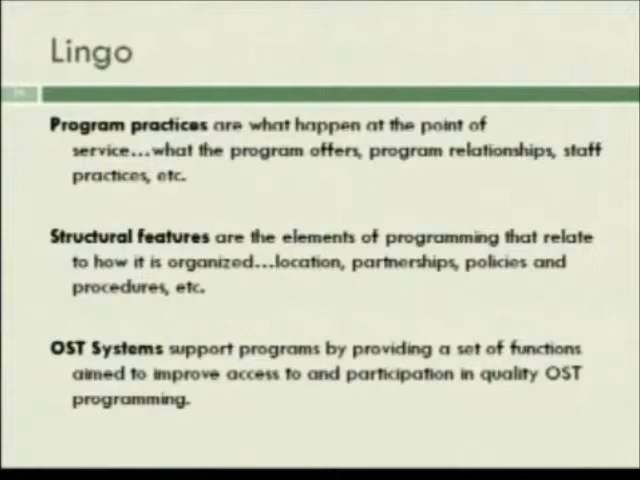 Lingo
Program practices are what happen at the point of
service...what the program offers, program relationships, staff
practices, etc.
Structural features are the elements of programming that relate
to how it is organized...location, partnerships, policies and
procedures, etc.
OST Systems support programs by providing a set of functions
aimed to improve access to and participation in quality OST
programming.